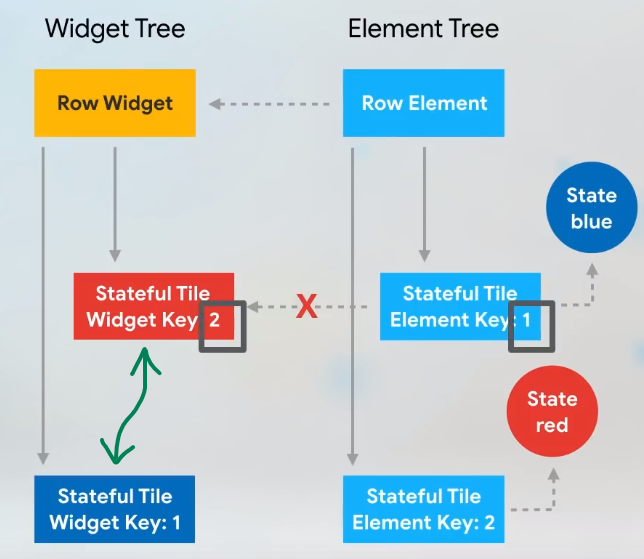 Widget Tree
Element Tree
Row Widget
Row Element
State
blue
Stateful Tile
Widget Key: 2
X
Stateful Tile
Element Key: 1
State
red
Stateful Tile
Widget Key: 1
Stateful Tile
Element Key: 2